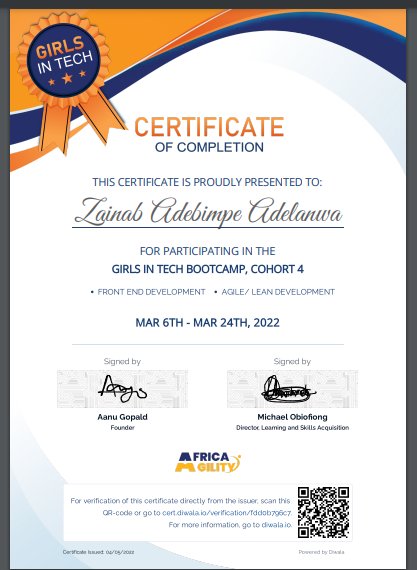 GIRLS
IN TECH
CERTIFICATE
OF COMPLETION
THIS CERTIFICATE IS PROUDLY PRESENTED TO:
Zainab Adebimpe Adelanwa
FOR PARTICIPATING IN THE
GIRLS IN TECH BOOTCAMP, COHORT 4
• FRONT END DEVELOPMENT • AGILE/ LEAN DEVELOPMENT
MAR 6TH - MAR 24TH, 2022
Signed by Signed by
Aanu Gopald Michael Obiofiong
Founder Director, Learning and Skills Acquisition
AFRICA
AGILITY
For verification of this certificate directly from the issuer, scan this
QR-code or go to cert.diwala.io/verification/fdd0b796c7.
For more information, go to diwala.io.
Certificate Issued: 04/05/2022 Powered by Diwala